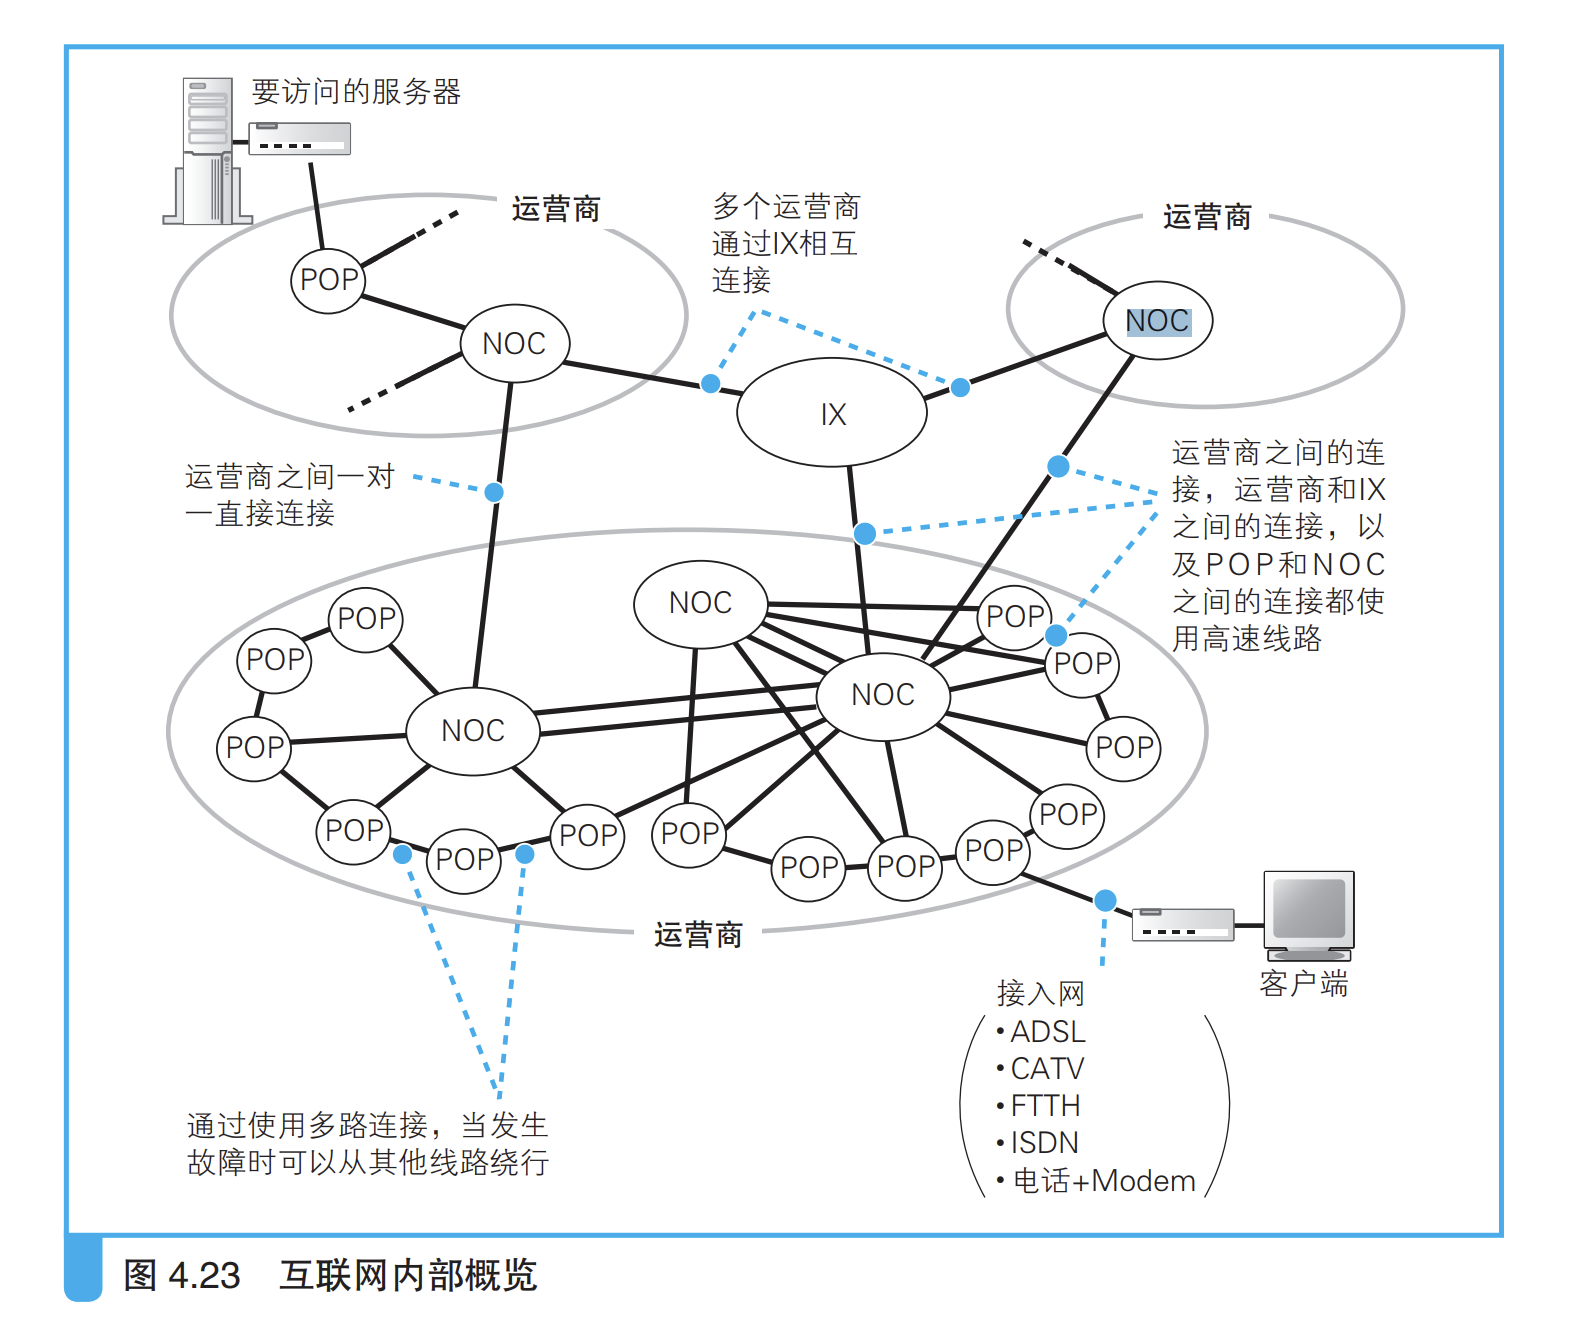 要访问的服务器
运营商
多个运营商
通过IX相互
连接
运营商
POP
NOC
NOC
IX
运营商之间一对
一直接连接
运营商之间的连
接，运营商和IX
之间的连接，以
及POP和NOC
之间的连接都使
用高速线路
NOC
POP
POP
POP
POP
NOC
NOC
POP
POP
POP
POP
POP
POP
POP
POP
POP
POP
POP
运营商
客户端
接入网
• ADSL
• CATV
• FTTH
• ISDN
• 电话+Modem
通过使用多路连接，当发生
故障时可以从其他线路绕行
图 4.23 互联网内部概览